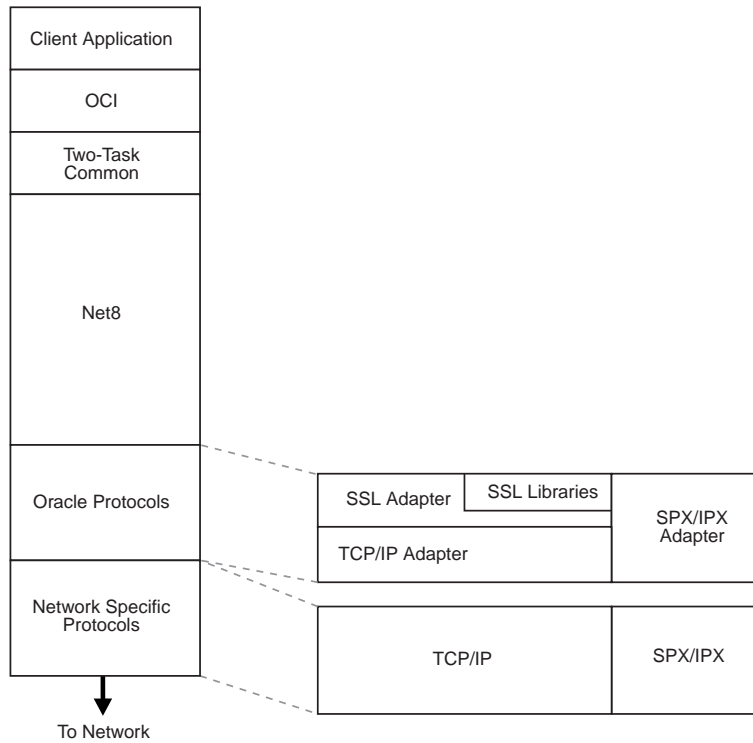 Client Application
OCI
Two-Task
Common
Net8
Oracle Protocols
SSL Adapter
SSL Libraries
SPX/IPX
Adapter
TCP/IP Adapter
Network Specific
Protocols
TCP/IP
SPX/IPX
To Network